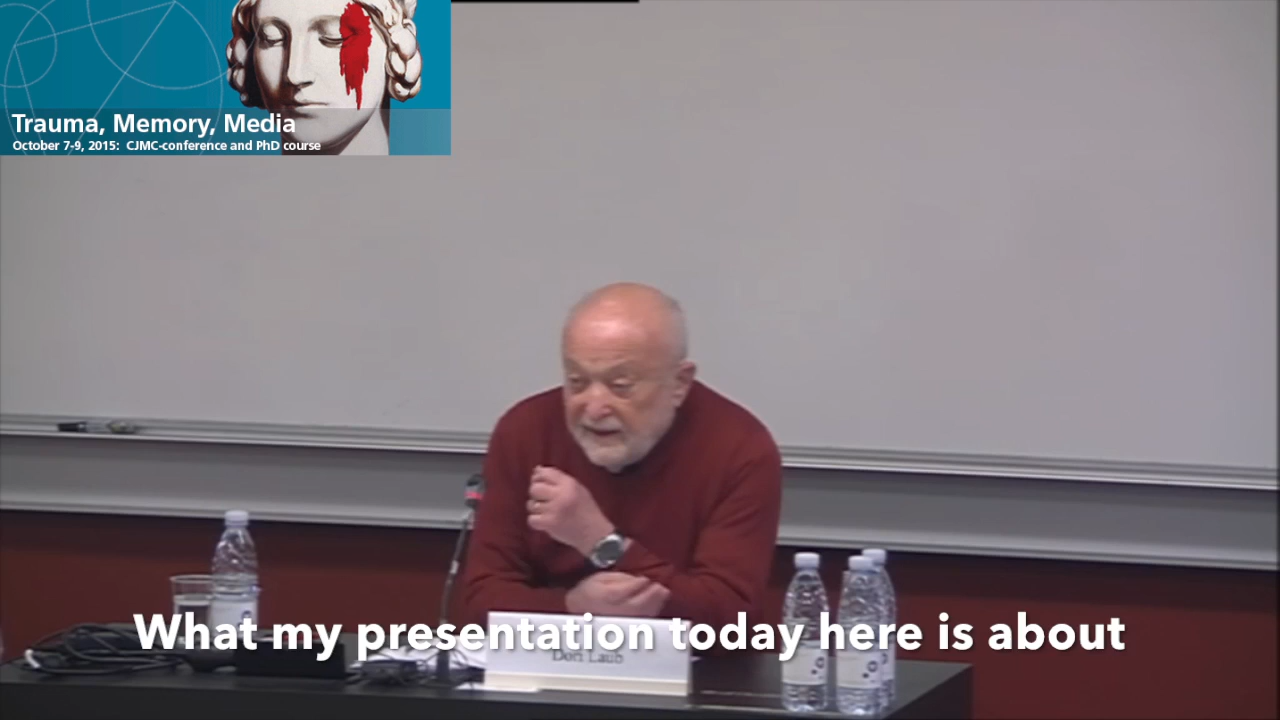 Trauma, Memory, Media
October 7-9, 2015: CJMC-conference and PhD course
What my presentation today here is about
Dori Laub